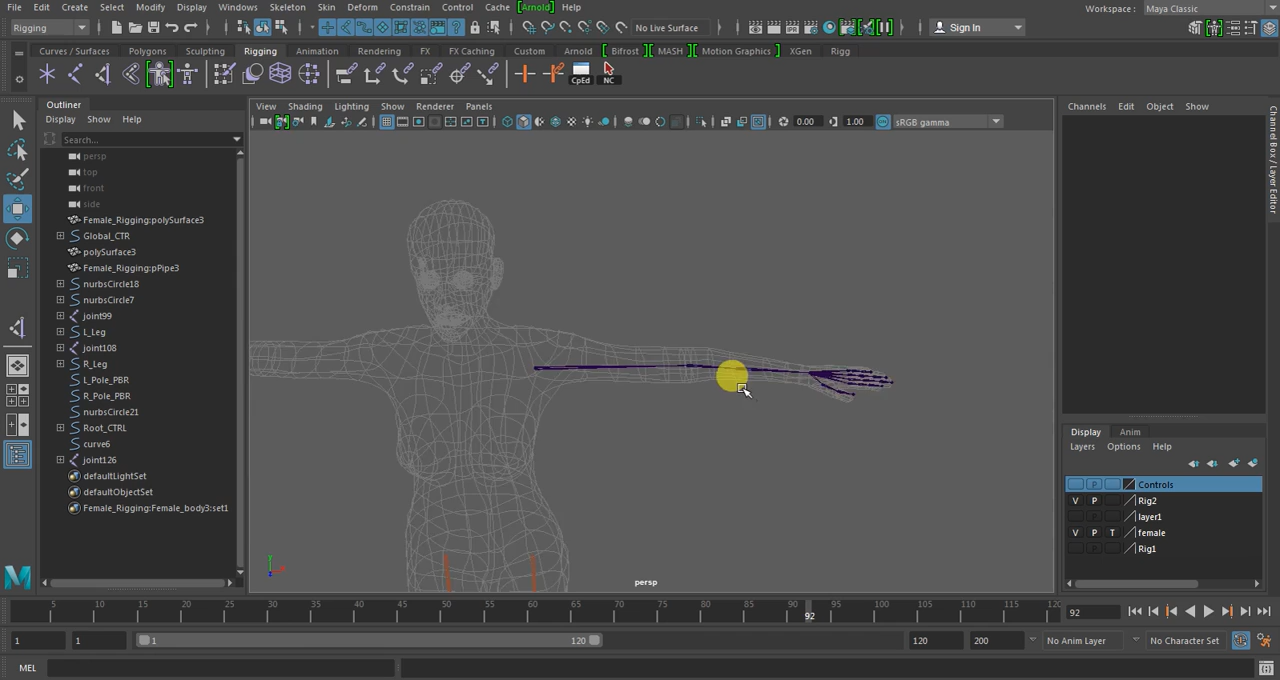 File Edit Create Select Modify Display Windows Skeleton Skin Deform Constrain Control Cache [Arnold] Help Workspace : Maya Classic
Rigging No Live Surface Sign In
Curves / Surfaces Polygons Sculpting Rigging Animation Rendering FX FX Caching Custom Arnold Bifrost MASH Motion Graphics XGen Rigg
CpEd NC
Outliner
Display Show Help
Search...
persp
top
front
side
Female_Rigging:polySurface3
Global_CTR
polySurface3
Female_Rigging:pPipe3
nurbsCircle18
nurbsCircle7
joint99
L_Leg
joint108
R_Leg
L_Pole_PBR
R_Pole_PBR
nurbsCircle21
Root_CTRL
curve6
joint126
defaultLightSet
defaultObjectSet
Female_Rigging:Female_body3:set1
View Shading Lighting Show Renderer Panels
0.00 1.00 sRGB gamma
persp
Channels Edit Object Show
Channel Box / Layer Editor
Display Anim
Layers Options Help
P Controls
V P Rig2
layer1
V P T female
Rig1
5 10 15 20 25 30 35 40 45 50 55 60 65 70 75 80 85 90 95 100 105 110 115 120
92 92
1 1 1 120 120 200 No Anim Layer No Character Set
MEL